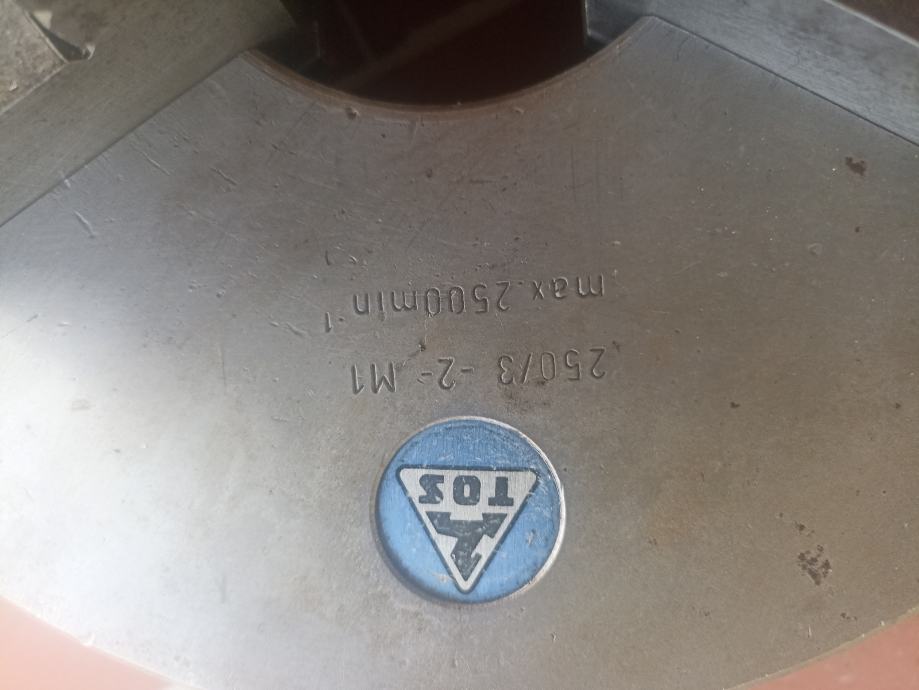 TOS
250/3 -2- M1
max. 2500min-1